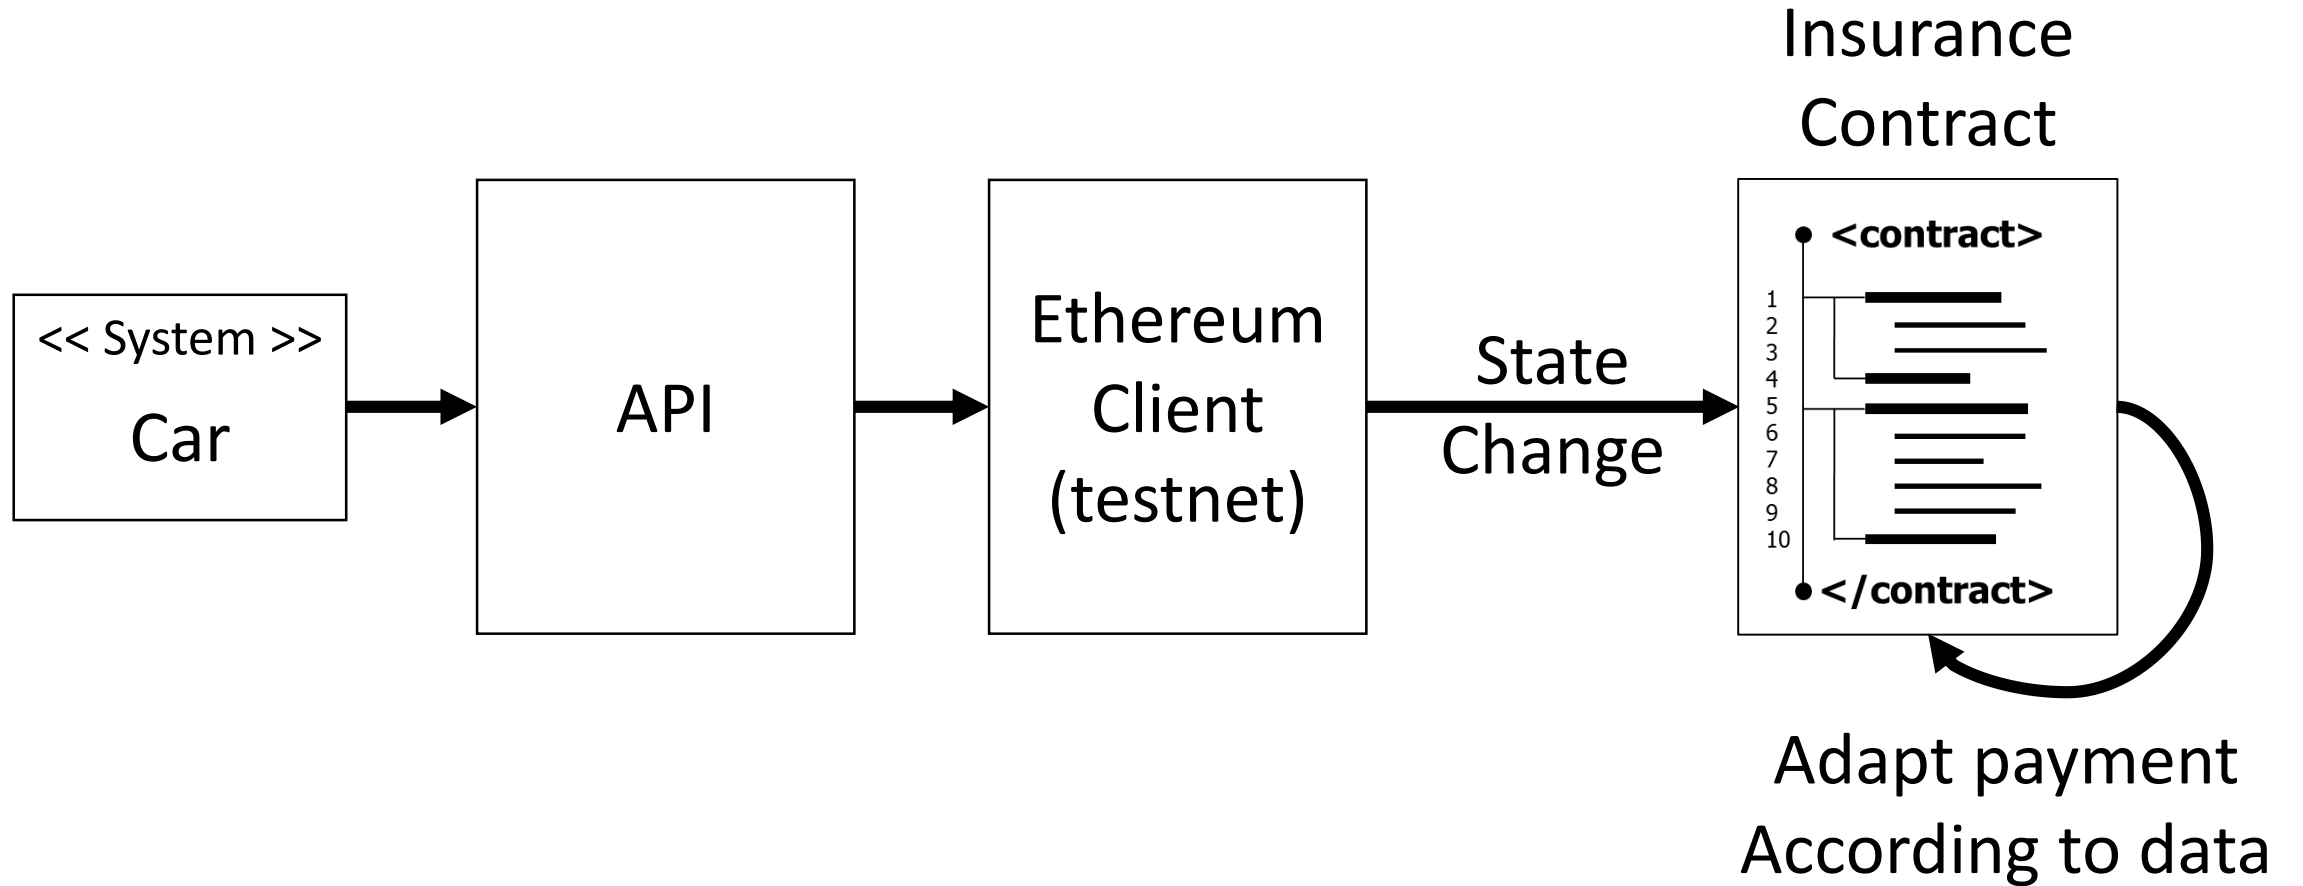 << System >>
Car
API
Ethereum
Client
(testnet)
State
Change
Insurance
Contract
<contract>
1
2
3
4
5
6
7
8
9
10
</contract>
Adapt payment
According to data